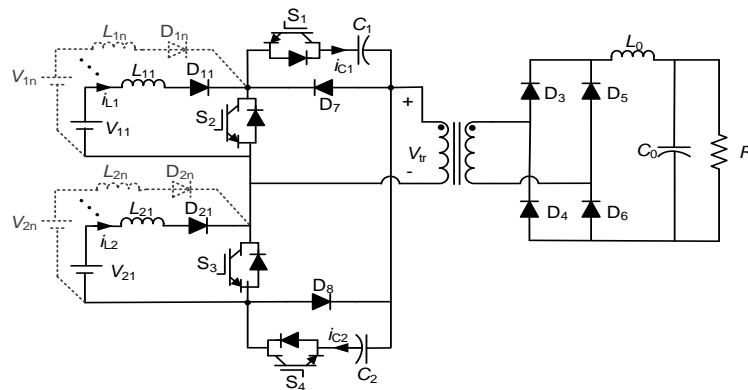 S1
C1
L1n
D1n
iC1
V1n
L11
D11
iL1
D7
V11
S2
+
Vtr
-
L0
D3
D5
C0
R
D4
D6
L2n
D2n
V2n
L21
D21
iL2
V21
S3
D8
iC2
C2
S4